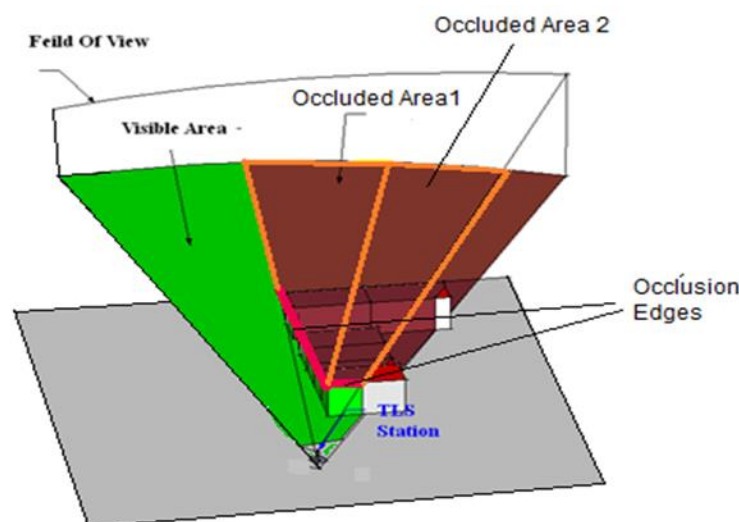 Occluded Area 2
Feild Of View
Occluded Area1
Visible Area -
Occlusion
Edges
TLS
Station